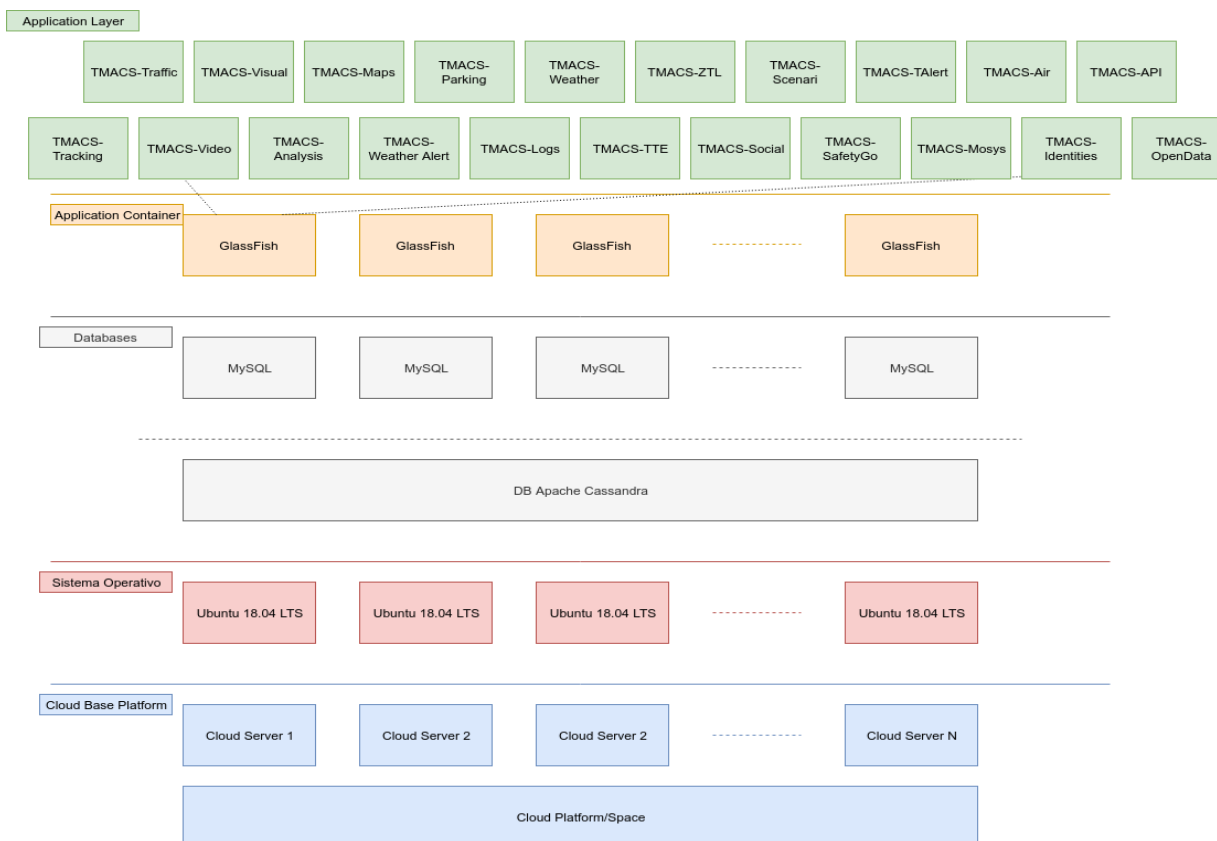 Application Layer
TMACS-Traffic
TMACS-Visual
TMACS-Maps
TMACS-
Parking
TMACS-
Weather
TMACS-ZTL
TMACS-
Scenari
TMACS-TAlert
TMACS-Air
TMACS-API
TMACS-
Tracking
TMACS-Video
TMACS-
Analysis
TMACS-
Weather Alert
TMACS-Logs
TMACS-TTE
TMACS-Social
TMACS-
SafetyGo
TMACS-Mosys
TMACS-
Identities
TMACS-
OpenData
Application Container
GlassFish
GlassFish
GlassFish
GlassFish
Databases
MySQL
MySQL
MySQL
MySQL
DB Apache Cassandra
Sistema Operativo
Ubuntu 18.04 LTS
Ubuntu 18.04 LTS
Ubuntu 18.04 LTS
Ubuntu 18.04 LTS
Cloud Base Platform
Cloud Server 1
Cloud Server 2
Cloud Server 2
Cloud Server N
Cloud Platform/Space